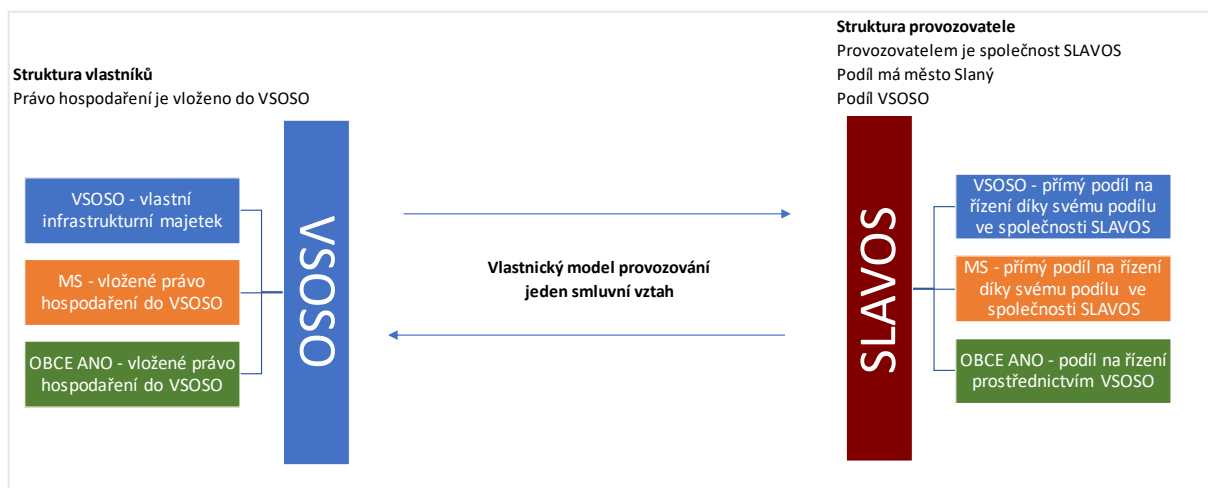 Struktura vlastníků
Právo hospodaření je vloženo do VSOSO
VSOSO - vlastní
infrastrukturní majetek
MS - vložené právo
hospodaření do VSOSO
OBCE ANO - vložené právo
hospodaření do VSOSO
VSOSO
Vlastnický model provozování
jeden smluvní vztah
Struktura provozovatele
Provozovatelem je společnost SLAVOS
Podíl má město Slaný
Podíl VSOSO
SLAVOS
VSOSO - přímý podíl na
řízení díky svému podílu
ve společnosti SLAVOS
MS - přímý podíl na řízení
díky svému podílu ve
společnosti SLAVOS
OBCE ANO - podíl na řízení
prostřednictvím VSOSO